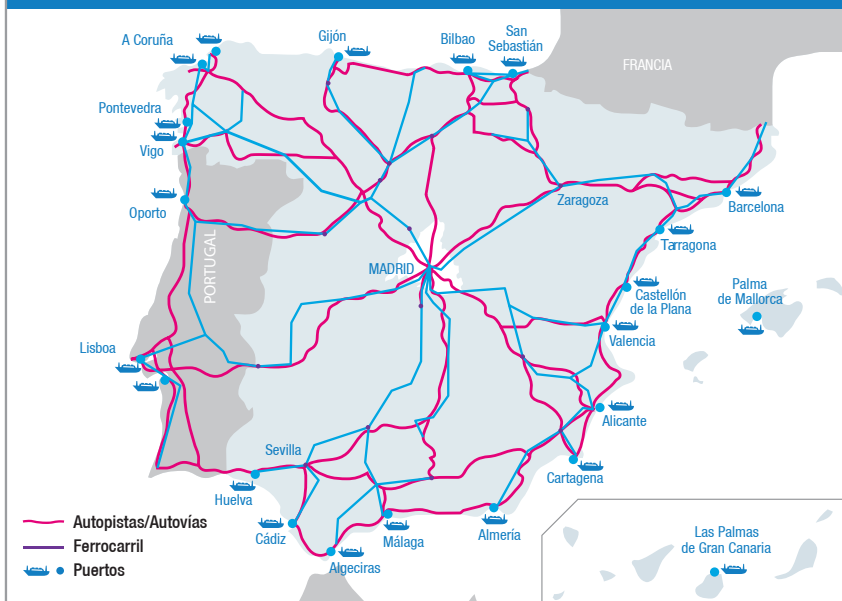 A Coruña
Gijón
Bilbao
San
Sebastián
FRANCIA
Pontevedra
Vigo
Oporto
PORTUGAL
Zaragoza
Barcelona
Tarragona
MADRID
Castellón
de la Plana
Palma
de Mallorca
Valencia
Lisboa
Alicante
Sevilla
Cartagena
Huelva
Cádiz
Málaga
Almería
Algeciras
Las Palmas
de Gran Canaria
Autopistas/Autovías
Ferrocarril
Puertos